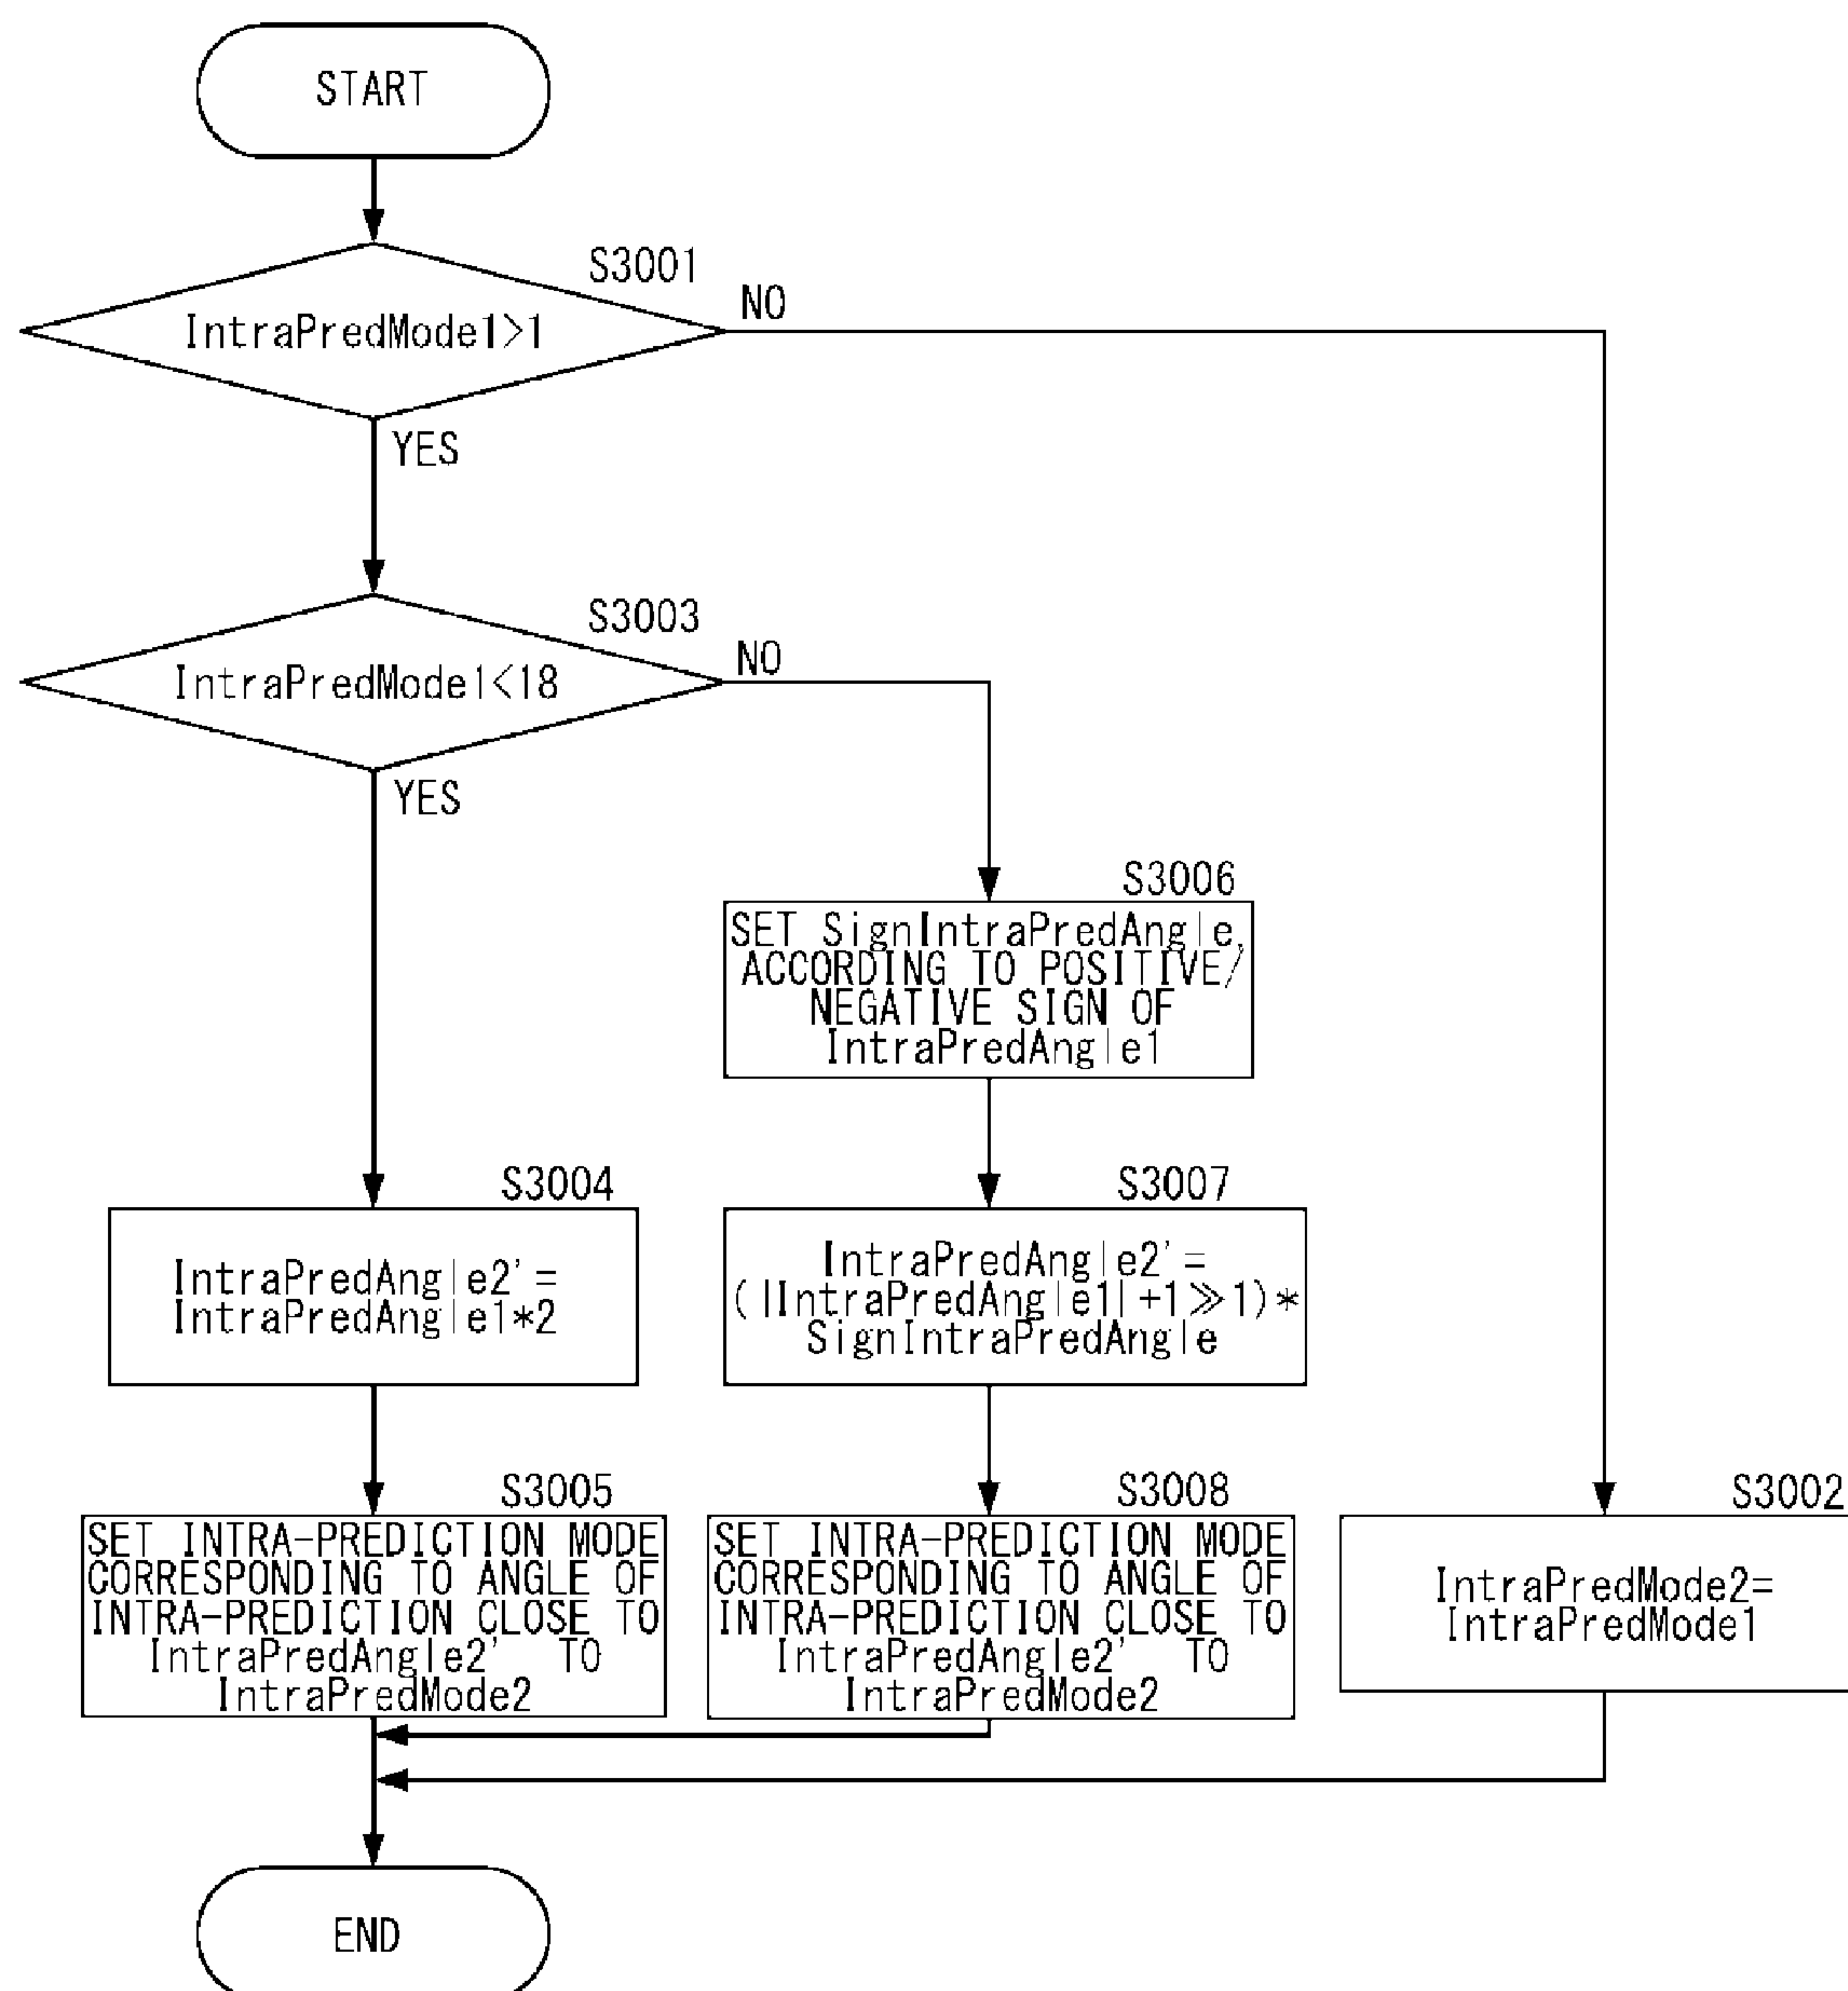 START
S3001
IntraPredMode1>1
NO
YES
S3003
IntraPredMode1<18
NO
YES
S3006
SET SignIntraPredAngle,
ACCORDING TO POSITIVE/
NEGATIVE SIGN OF
IntraPredAngle1
S3004
IntraPredAngle2'=
IntraPredAngle1*2
S3007
IntraPredAngle2'=
(|IntraPredAngle1|+1≫1)*
SignIntraPredAngle
S3005
SET INTRA-PREDICTION MODE
CORRESPONDING TO ANGLE OF
INTRA-PREDICTION CLOSE TO
IntraPredAngle2' TO
IntraPredMode2
S3008
SET INTRA-PREDICTION MODE
CORRESPONDING TO ANGLE OF
INTRA-PREDICTION CLOSE TO
IntraPredAngle2' TO
IntraPredMode2
S3002
IntraPredMode2=
IntraPredMode1
END